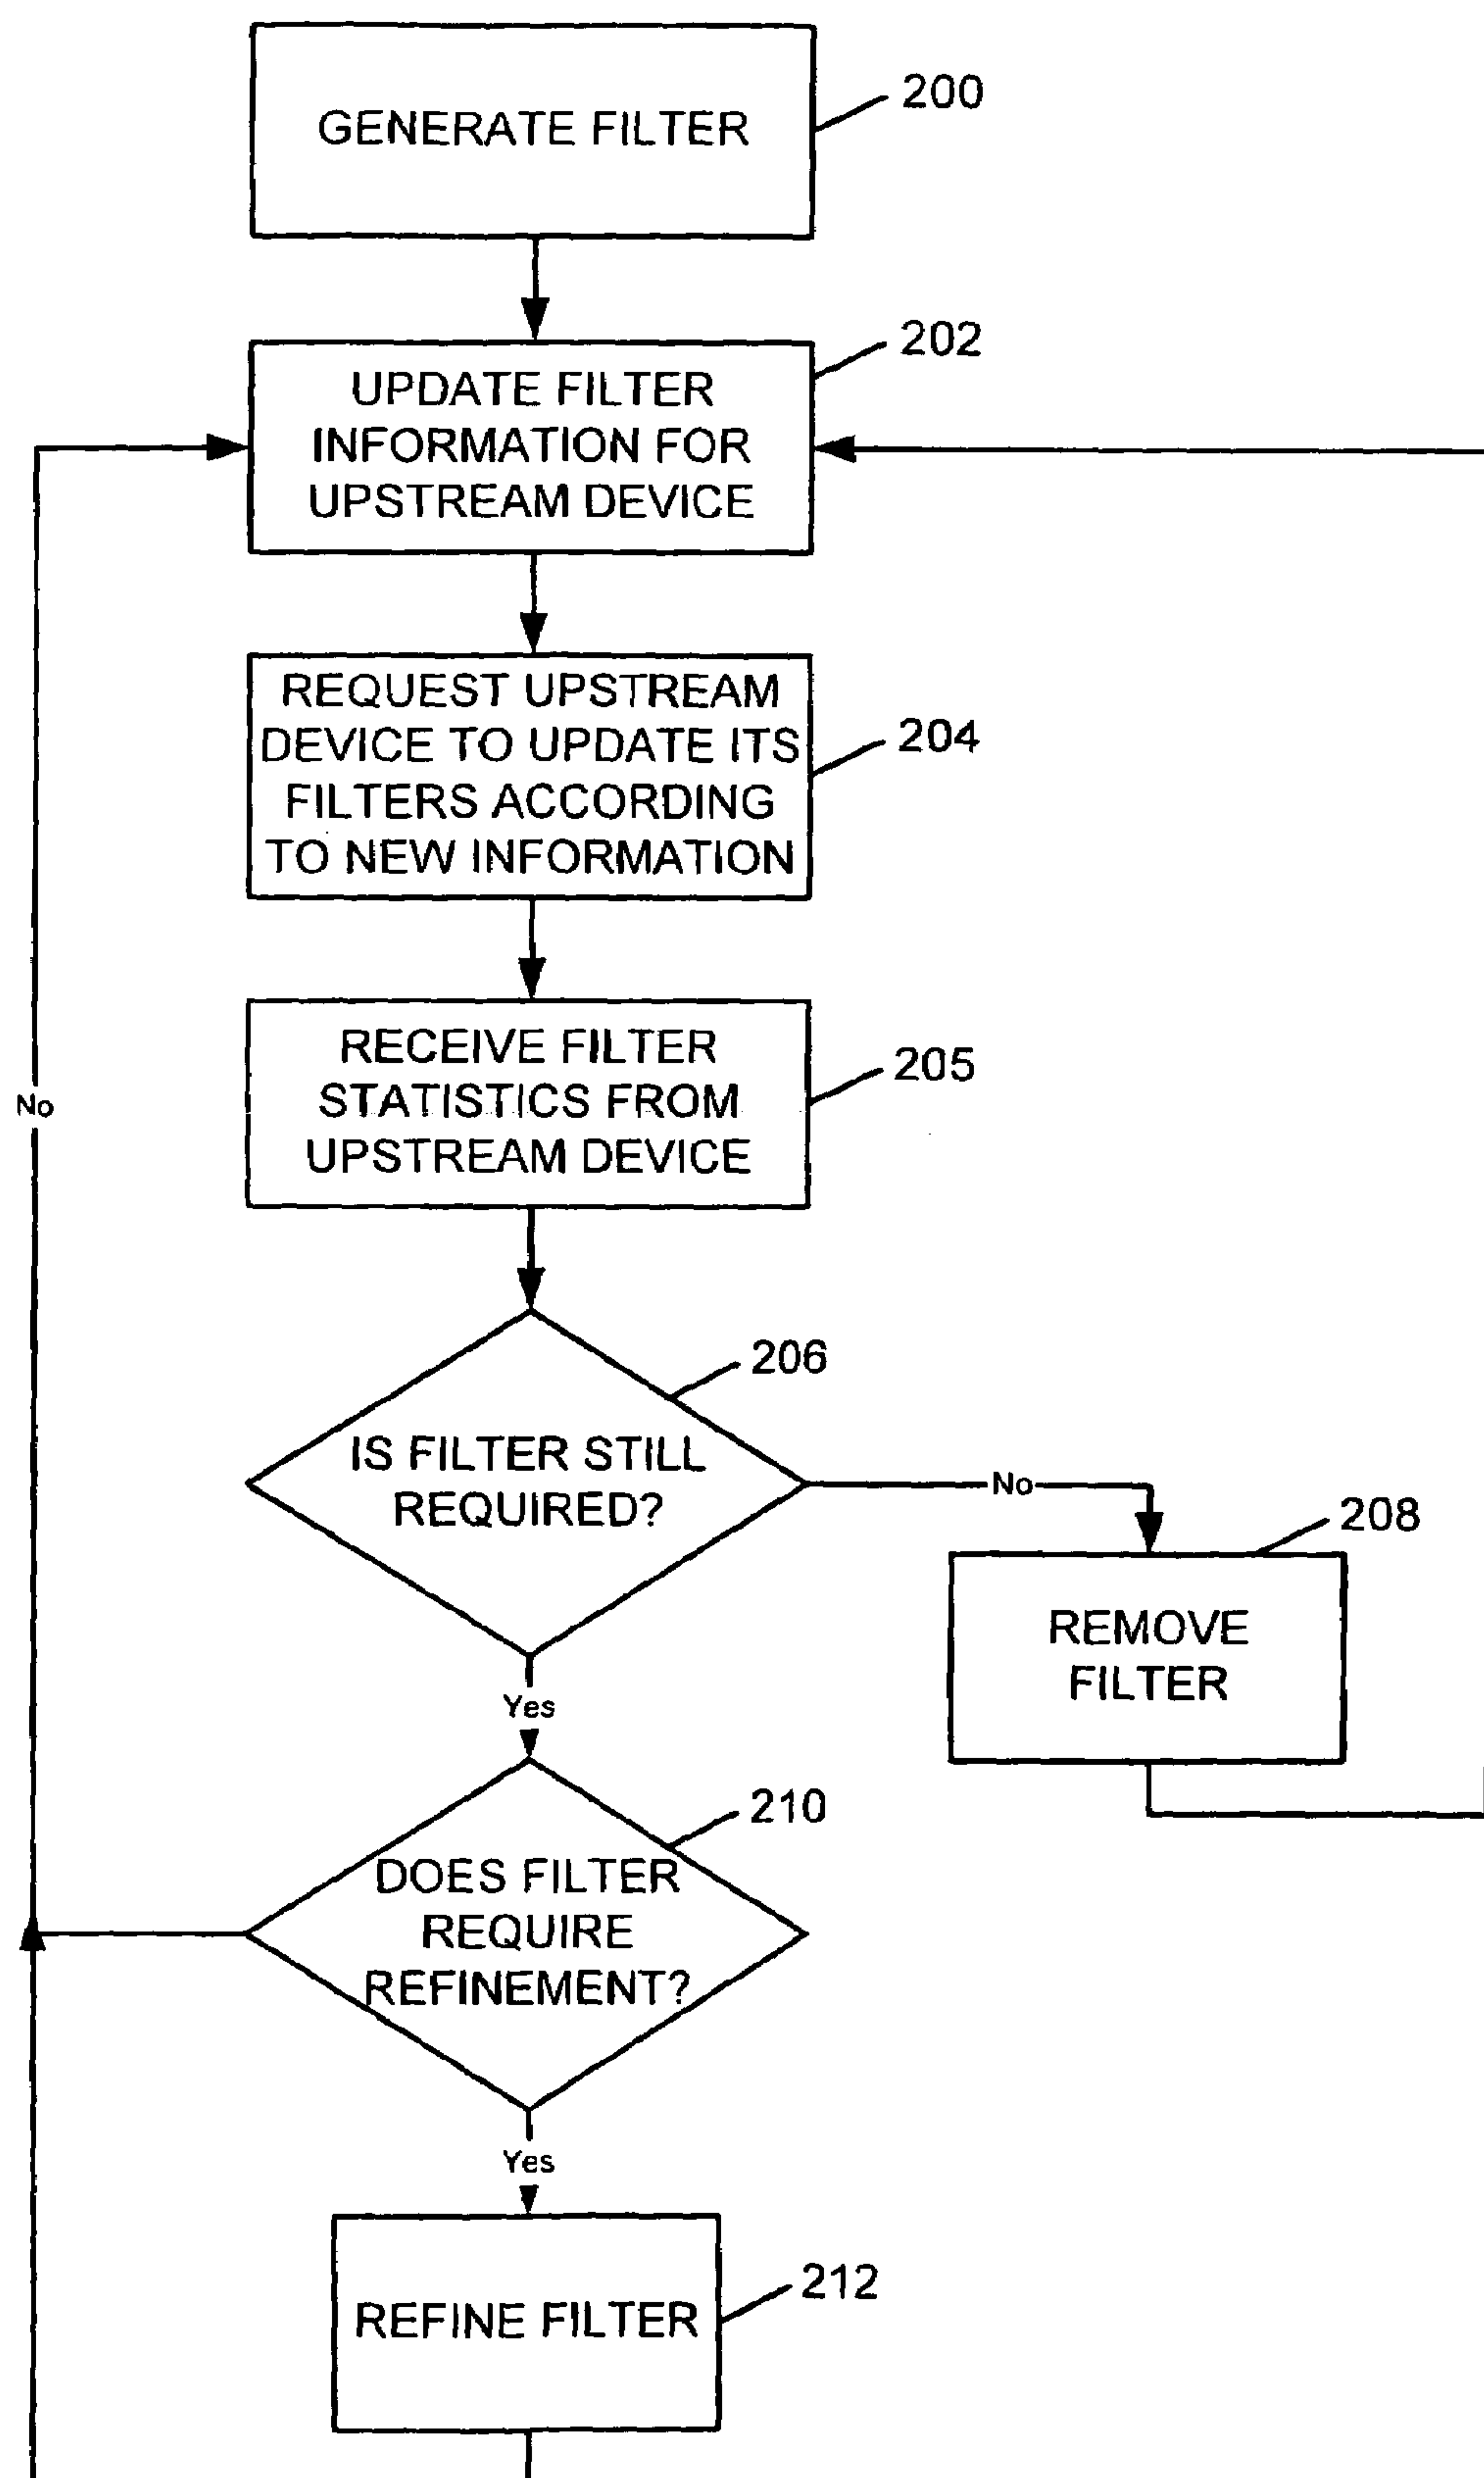 GENERATE FILTER
200
UPDATE FILTER
INFORMATION FOR
UPSTREAM DEVICE
202
REQUEST UPSTREAM
DEVICE TO UPDATE ITS
FILTERS ACCORDING
TO NEW INFORMATION
204
RECEIVE FILTER
STATISTICS FROM
UPSTREAM DEVICE
205
No
IS FILTER STILL
REQUIRED?
206
No
REMOVE
FILTER
208
Yes
DOES FILTER
REQUIRE
REFINEMENT?
210
Yes
REFINE FILTER
212